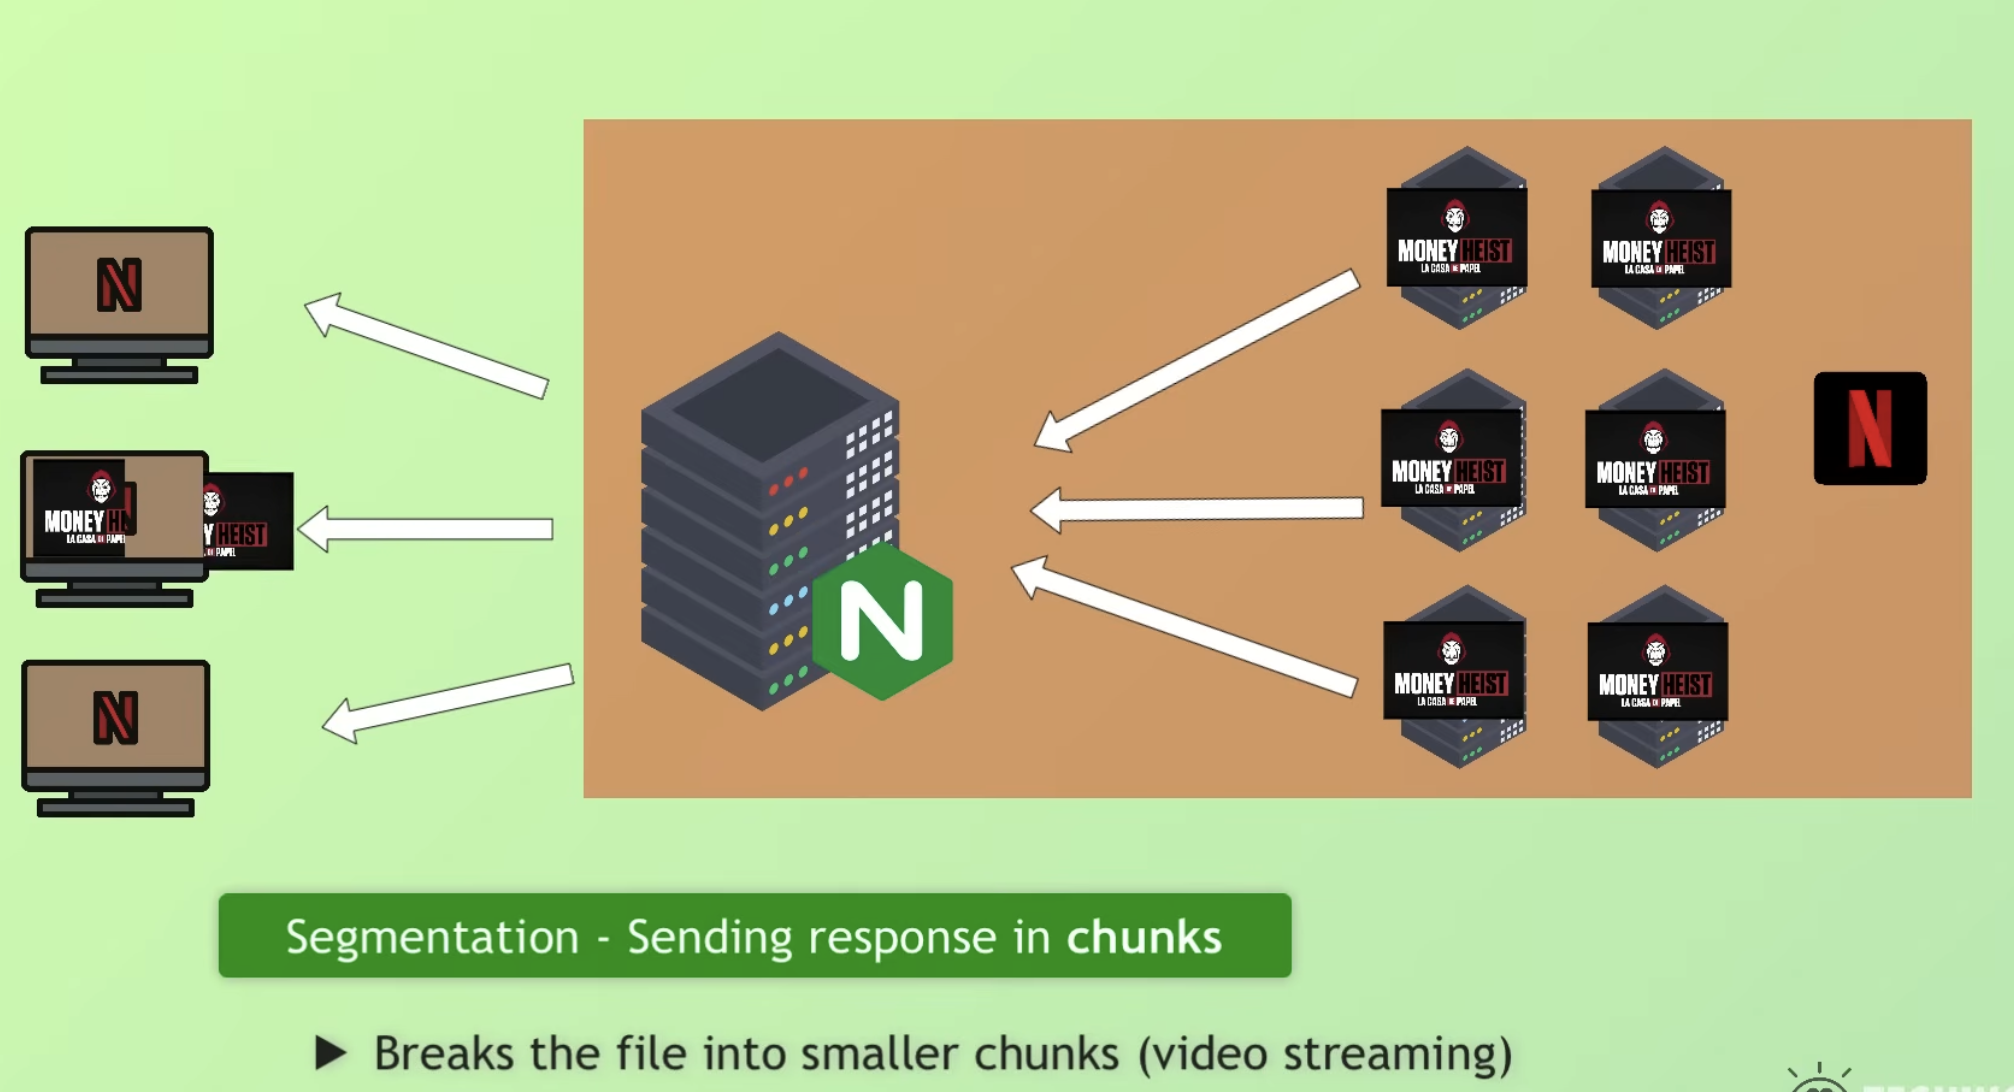 N
MONEY HEIST
LA CASA DE PAPEL
MONEY HEIST
LA CASA DE PAPEL
N
MONEY HEIST
LA CASA DE PAPEL
MONEY HEIST
LA CASA DE PAPEL
N
MONEY H
LA CASA DE PAPEL
Y HEIST
DE PAPEL
N
MONEY HEIST
LA CASA DE PAPEL
MONEY HEIST
LA CASA DE PAPEL
N
Segmentation - Sending response in chunks
▶ Breaks the file into smaller chunks (video streaming)